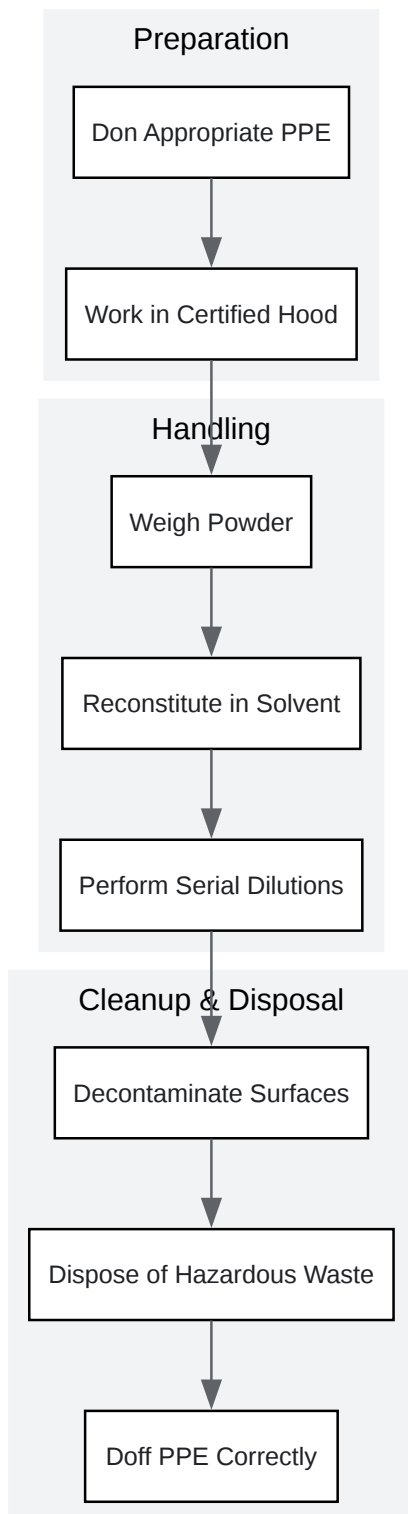 Preparation
Don Appropriate PPE
Work in Certified Hood
Handling
Weigh Powder
Reconstitute in Solvent
Perform Serial Dilutions
Cleanup & Disposal
Decontaminate Surfaces
Dispose of Hazardous Waste
Doff PPE Correctly